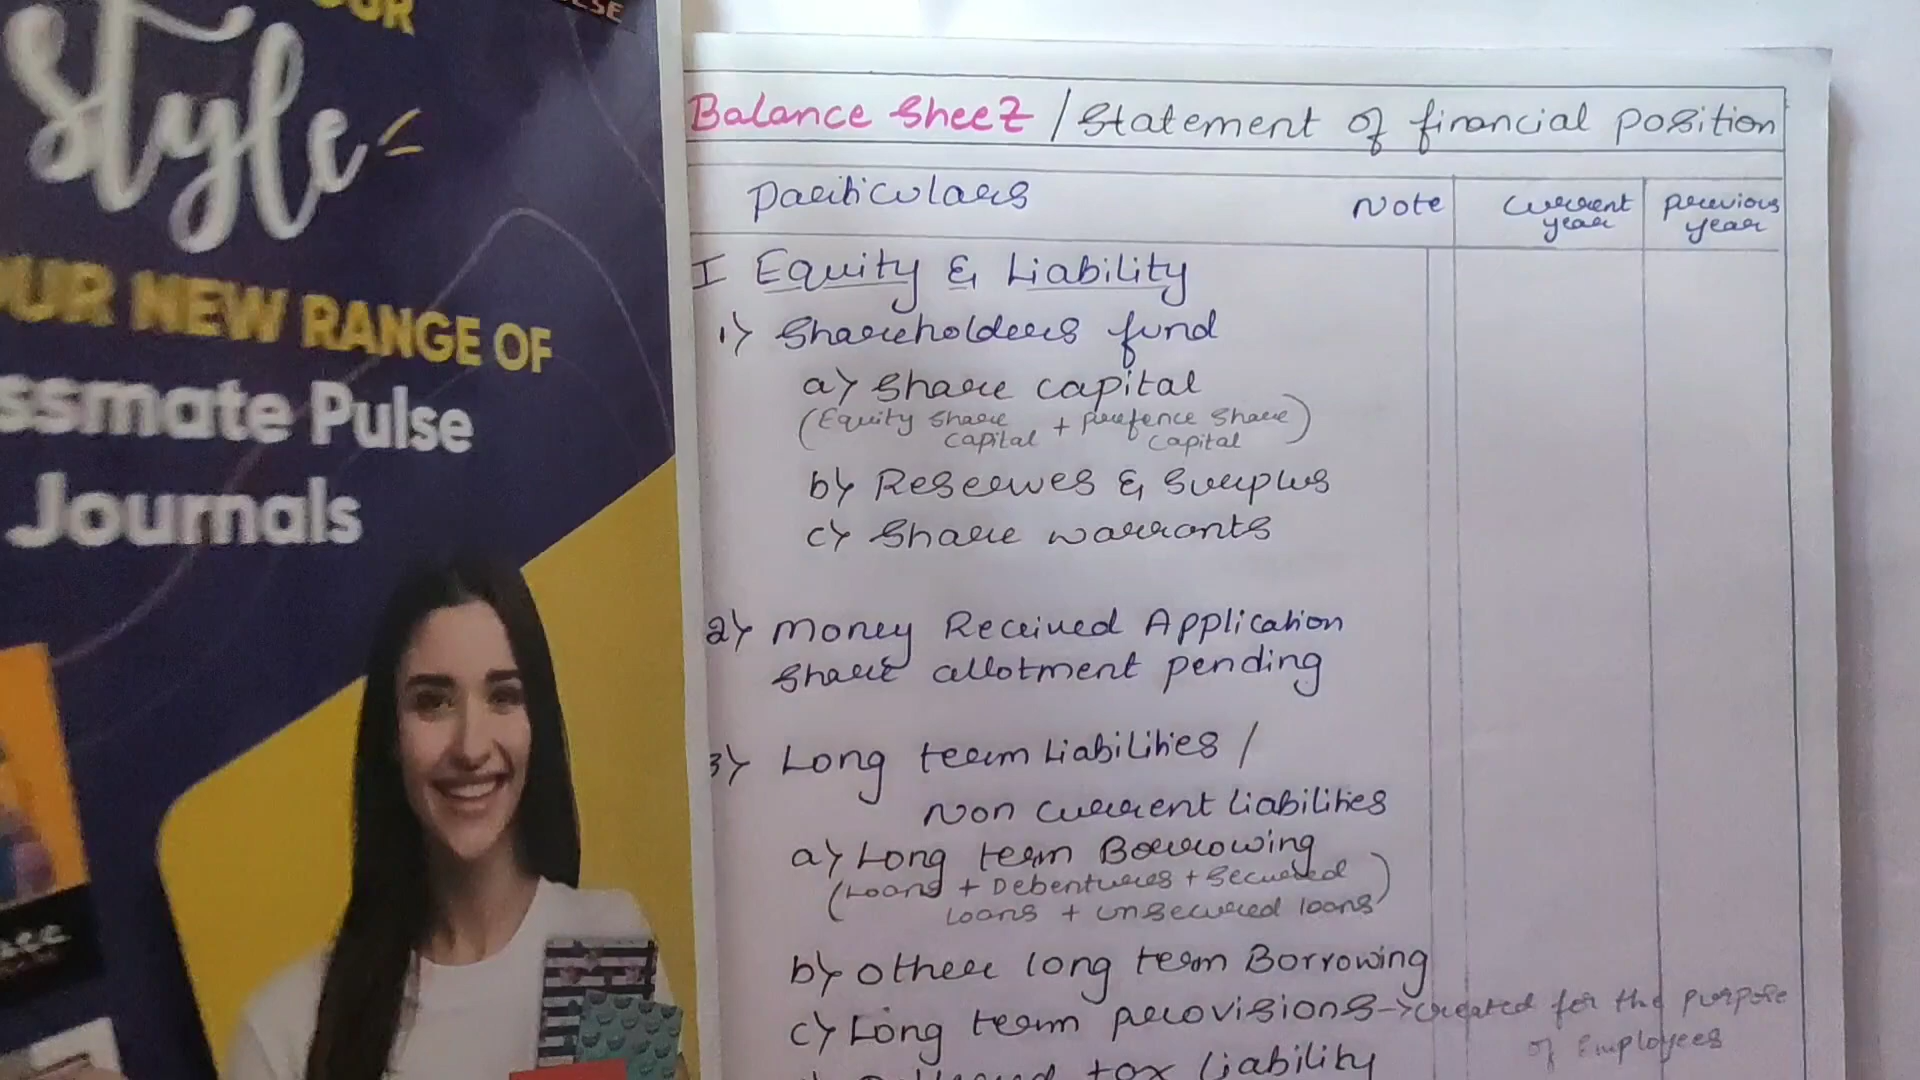 Style
OUR NEW RANGE OF
ssmate Pulse
Journals
Balance Sheet / Statement of financial position
Particulars Note Current year previous year
I Equity & Liability
1) Shareholders fund
a) Share capital
(Equity Share capital + prefence Share capital)
b) Reserves & Surplus
c) Share warrants
2) Money Received Application
Share allotment pending
3) Long term Liabilities /
Non current liabilities
a) Long term Borrowing
(Loans + Debentures + Secured
Loans + unsecured loans)
b) other long term Borrowing
c) Long term provisions → created for the purpose
of Employees
tax liability